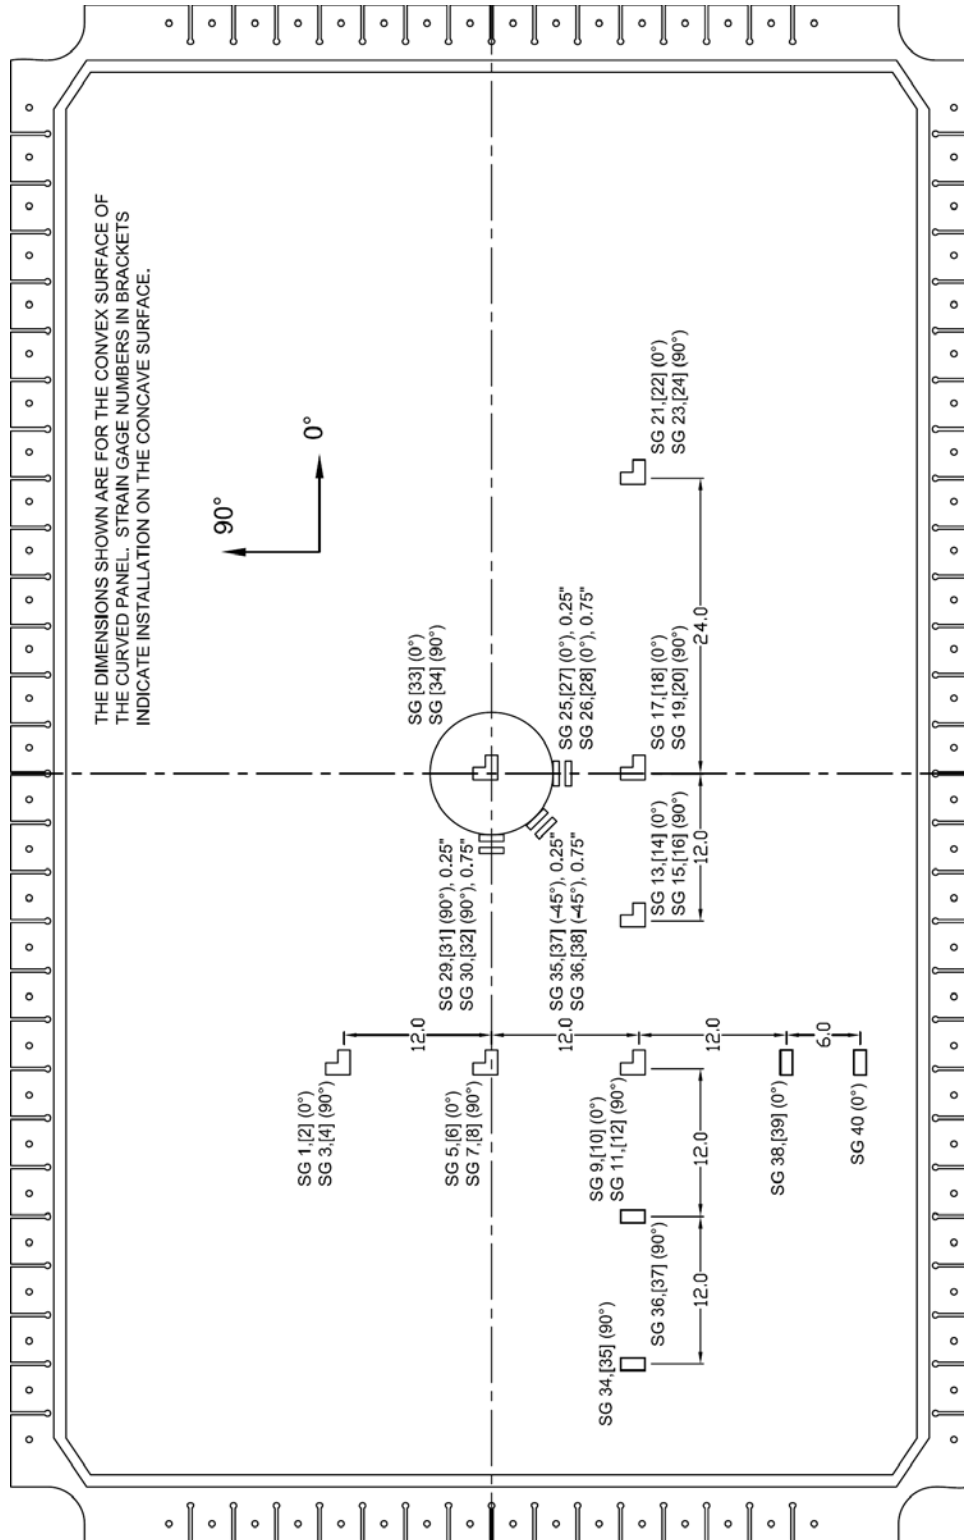 THE DIMENSIONS SHOWN ARE FOR THE CONVEX SURFACE OF
THE CURVED PANEL. STRAIN GAGE NUMBERS IN BRACKETS
INDICATE INSTALLATION ON THE CONCAVE SURFACE.
90°
0°
SG [33] (0°)
SG [34] (90°)
SG 29,[31] (90°), 0.25"
SG 30,[32] (90°), 0.75"
SG 25,[27] (0°), 0.25"
SG 26,[28] (0°), 0.75"
SG 35,[37] (-45°), 0.25"
SG 36,[38] (-45°), 0.75"
SG 1,[2] (0°)
SG 3,[4] (90°)
12.0
SG 5,[6] (0°)
SG 7,[8] (90°)
12.0
SG 9,[10] (0°)
SG 11,[12] (90°)
SG 13,[14] (0°)
SG 15,[16] (90°)
SG 17,[18] (0°)
SG 19,[20] (90°)
SG 21,[22] (0°)
SG 23,[24] (90°)
12.0
24.0
SG 34,[35] (90°)
SG 36,[37] (90°)
12.0
12.0
12.0
SG 38,[39] (0°)
6.0
SG 40 (0°)